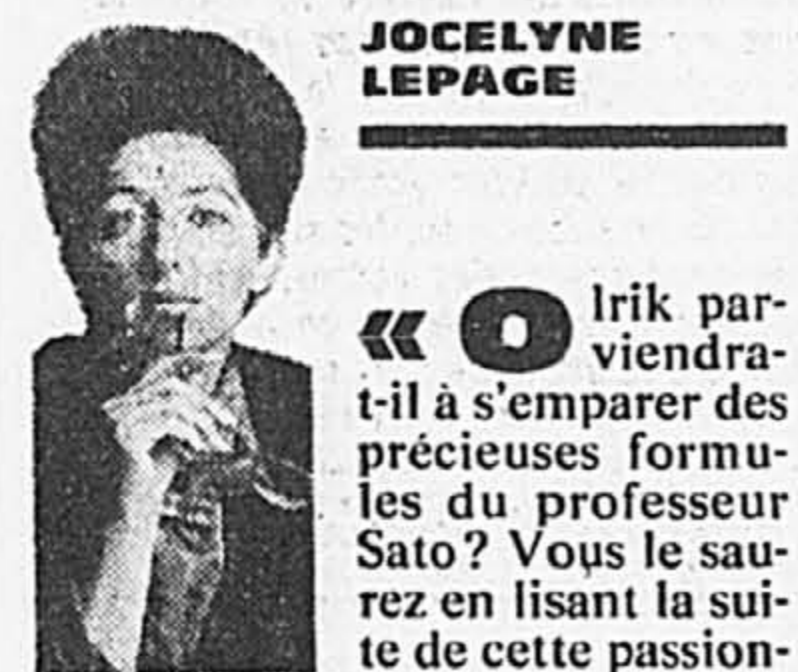 JOCELYNE
LEPAGE
« Olrik par-
viendra-
t-il à s'emparer des
précieuses formu-
les du professeur
Sato? Vous le sau-
rez en lisant la sui-
te de cette passion-